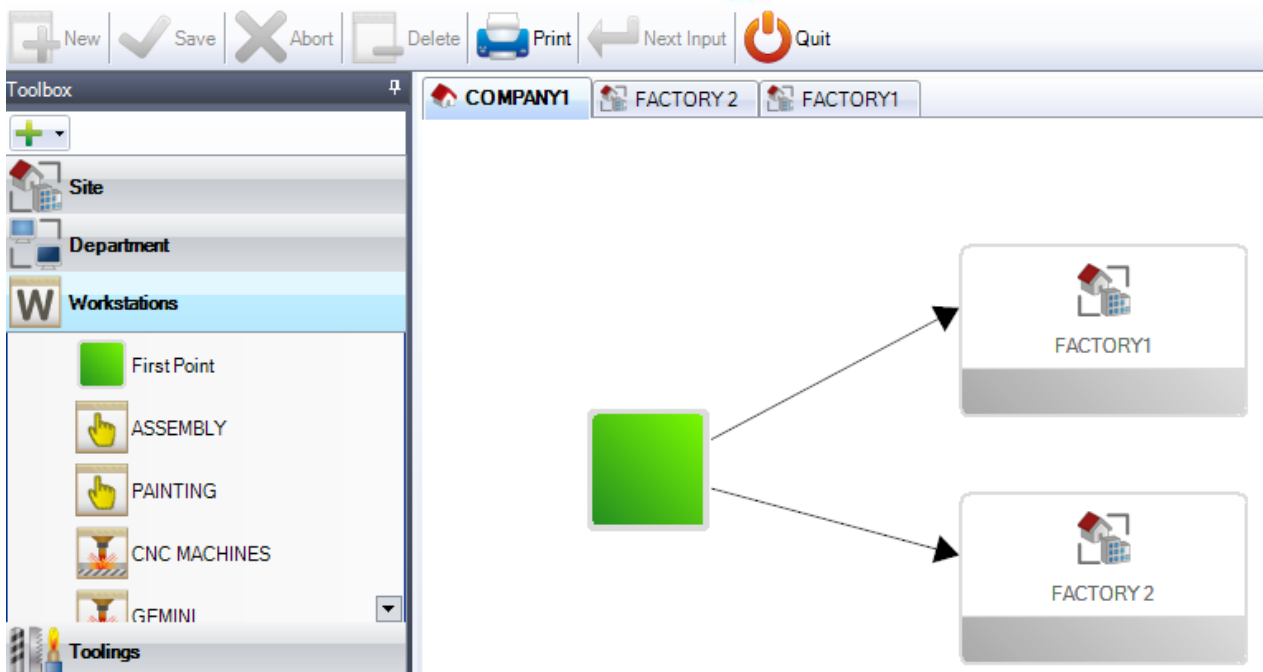 New Save Abort Delete Print Next Input Quit
Toolbox
COMPANY1 FACTORY 2 FACTORY1
Site
Department
W Workstations
First Point
ASSEMBLY
PAINTING
CNC MACHINES
GEMINI
Toolings
FACTORY1
FACTORY 2